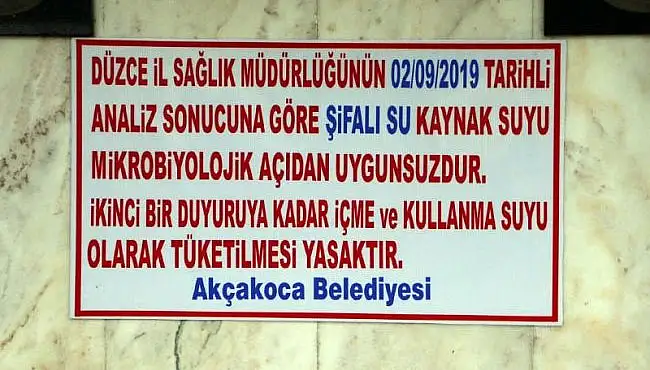 DÜZCE İL SAĞLIK MÜDÜRLÜĞÜNÜN 02/09/2019 TARİHLİ
ANALİZ SONUCUNA GÖRE ŞİFALI SU KAYNAK SUYU
MİKROBİYOLOJİK AÇIDAN UYGUNSUZDUR.
İKİNCİ BİR DUYURUYA KADAR İÇME ve KULLANMA SUYU
OLARAK TÜKETİLMESİ YASAKTIR.
Akçakoca Belediyesi